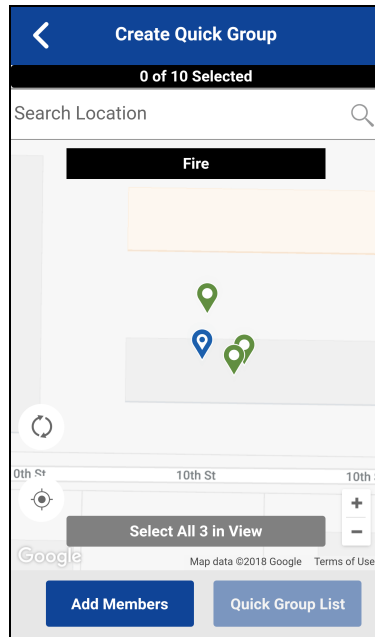 Create Quick Group
0 of 10 Selected
Search Location
Fire
0th St 10th St 10th
+
Select All 3 in View
−
Google Map data ©2018 Google Terms of Use
Add Members Quick Group List